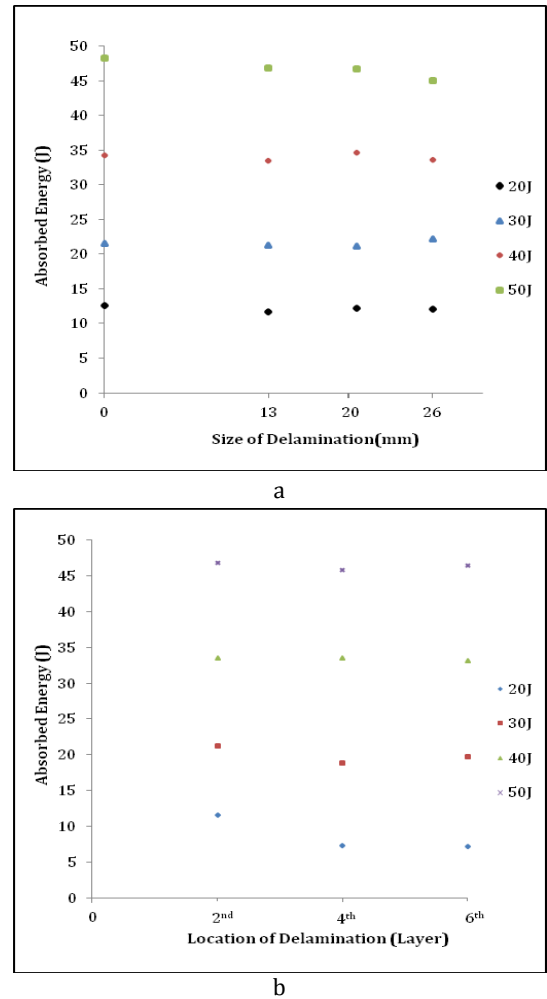 50
45
40
35
30
25
20
15
10
5
0
Absorbed Energy (J)
0 13 20 26
Size of Delamination(mm)
20J
30J
40J
50J
a
50
45
40
35
30
25
20
15
10
5
0
Absorbed Energy (J)
0 2nd 4th 6th
Location of Delamination (Layer)
20J
30J
40J
50J
b